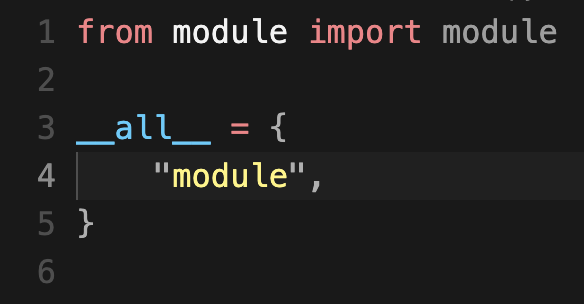 1 from module import module
2
3 __all__ = {
4     "module",
5 }
6